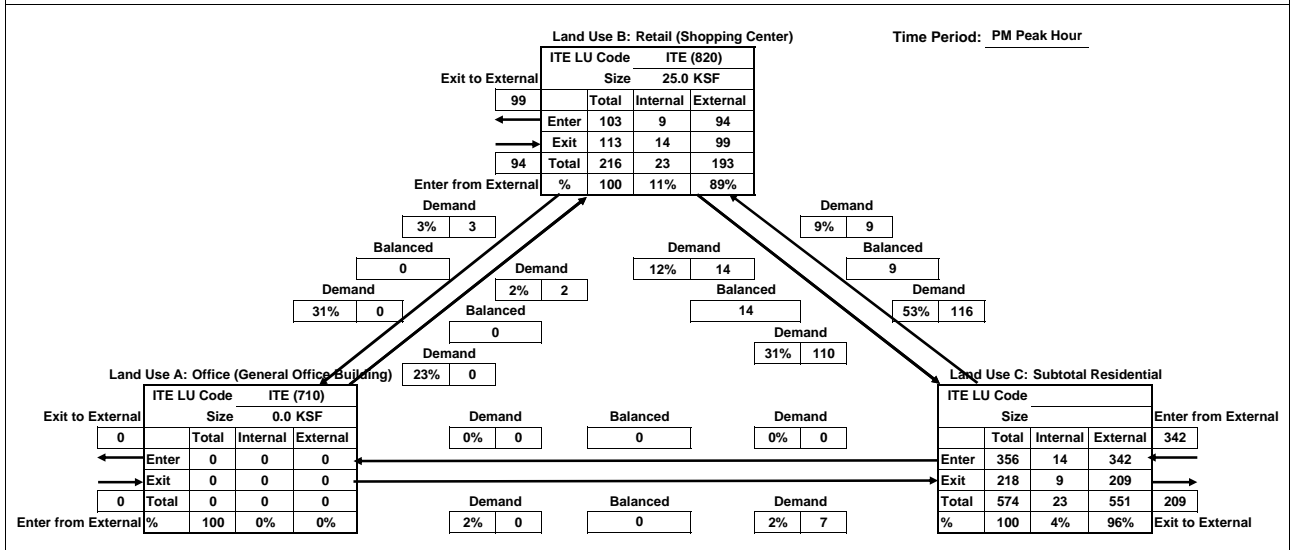 Land Use B: Retail (Shopping Center)
Time Period: PM Peak Hour
ITE LU Code ITE (820)
Exit to External
Size 25.0 KSF
99
Total Internal External
Enter 103 9 94
Exit 113 14 99
94
Total 216 23 193
Enter from External
% 100 11% 89%
Demand
3% 3
Balanced
0
Demand
31% 0
Demand
2% 2
Balanced
0
Demand
23% 0
Demand
12% 14
Balanced
14
Demand
31% 110
Demand
9% 9
Balanced
9
Demand
53% 116
Land Use A: Office (General Office Building)
ITE LU Code ITE (710)
Exit to External
Size 0.0 KSF
0
Total Internal External
Enter 0 0 0
Exit 0 0 0
0
Total 0 0 0
Enter from External
% 100 0% 0%
Demand Balanced Demand
0% 0 0 0% 0
Demand Balanced Demand
2% 0 0 2% 7
Land Use C: Subtotal Residential
ITE LU Code
Size
Enter from External
Total Internal External
342
Enter 356 14 342
Exit 218 9 209
Total 574 23 551
209
% 100 4% 96%
Exit to External